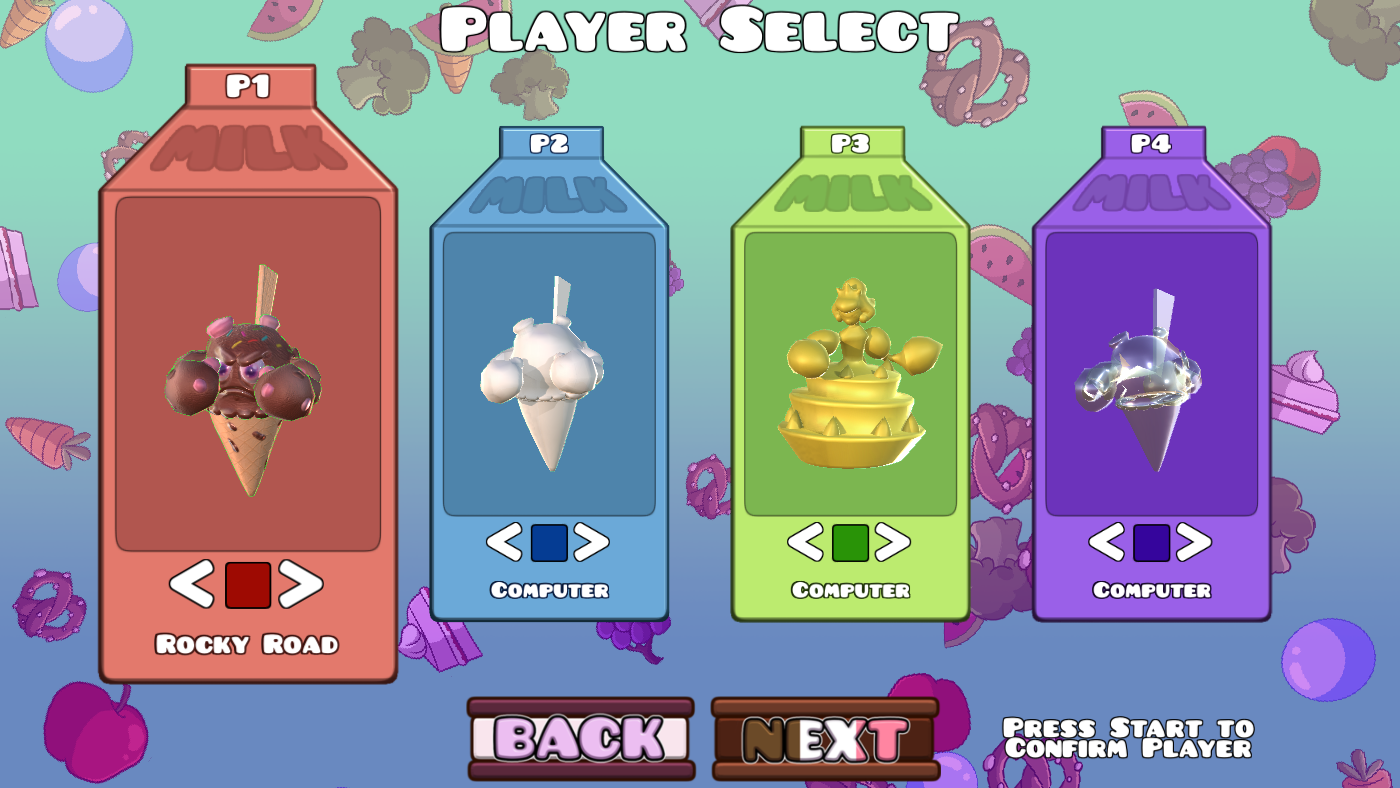 Player Select
P1
MILK
Rocky Road
P2
MILK
Computer
P3
MILK
Computer
P4
MILK
Computer
BACK
NEXT
Press Start to
Confirm Player